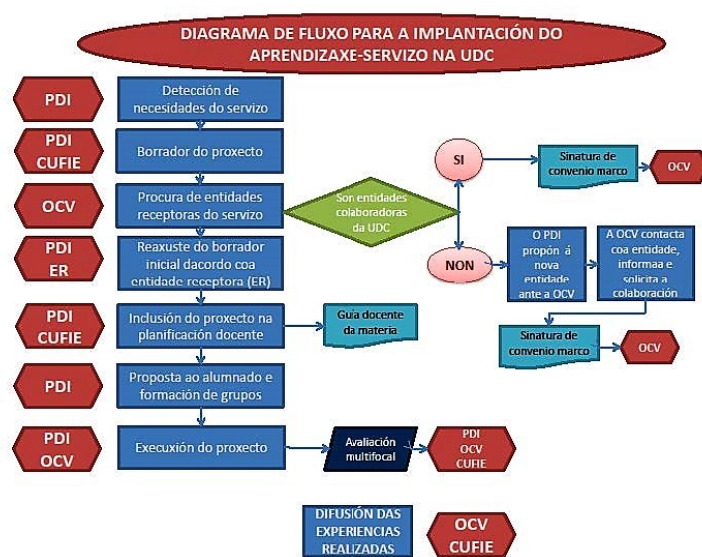 DIAGRAMA DE FLUXO PARA A IMPLANTACIÓN DO
APRENDIZAXE-SERVIZO NA UDC
PDI
Detección de
necesidades do servizo
PDI
CUFIE
Borrador do proxecto
OCV
Procura de entidades
receptoras do servizo
Son entidades
colaboradoras
da UDC
SI
Sinatura de
convenio marco
OCV
NON
O PDI
propón á
nova
entidade
ante a OCV
A OCV contacta
coa entidade,
informaa e
solicita a
colaboración
Sinatura de
convenio marco
OCV
PDI
ER
Reaxuste do borrador
inicial dacordo coa
entidade receptora (ER)
PDI
CUFIE
Inclusión do proxecto na
planificación docente
Guía docente
da materia
PDI
Proposta ao alumnado e
formación de grupos
PDI
OCV
Execuxión do proxecto
Avaliación
multifocal
PDI
OCV
CUFIE
DIFUSIÓN DAS
EXPERIENCIAS
REALIZADAS
OCV
CUFIE